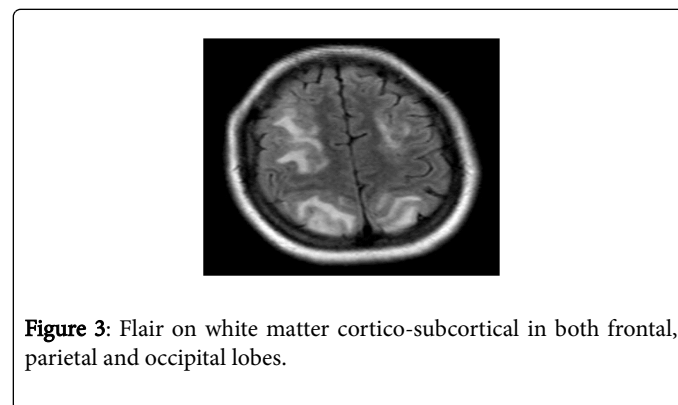 Figure 3: Flair on white matter cortico-subcortical in both frontal,
parietal and occipital lobes.